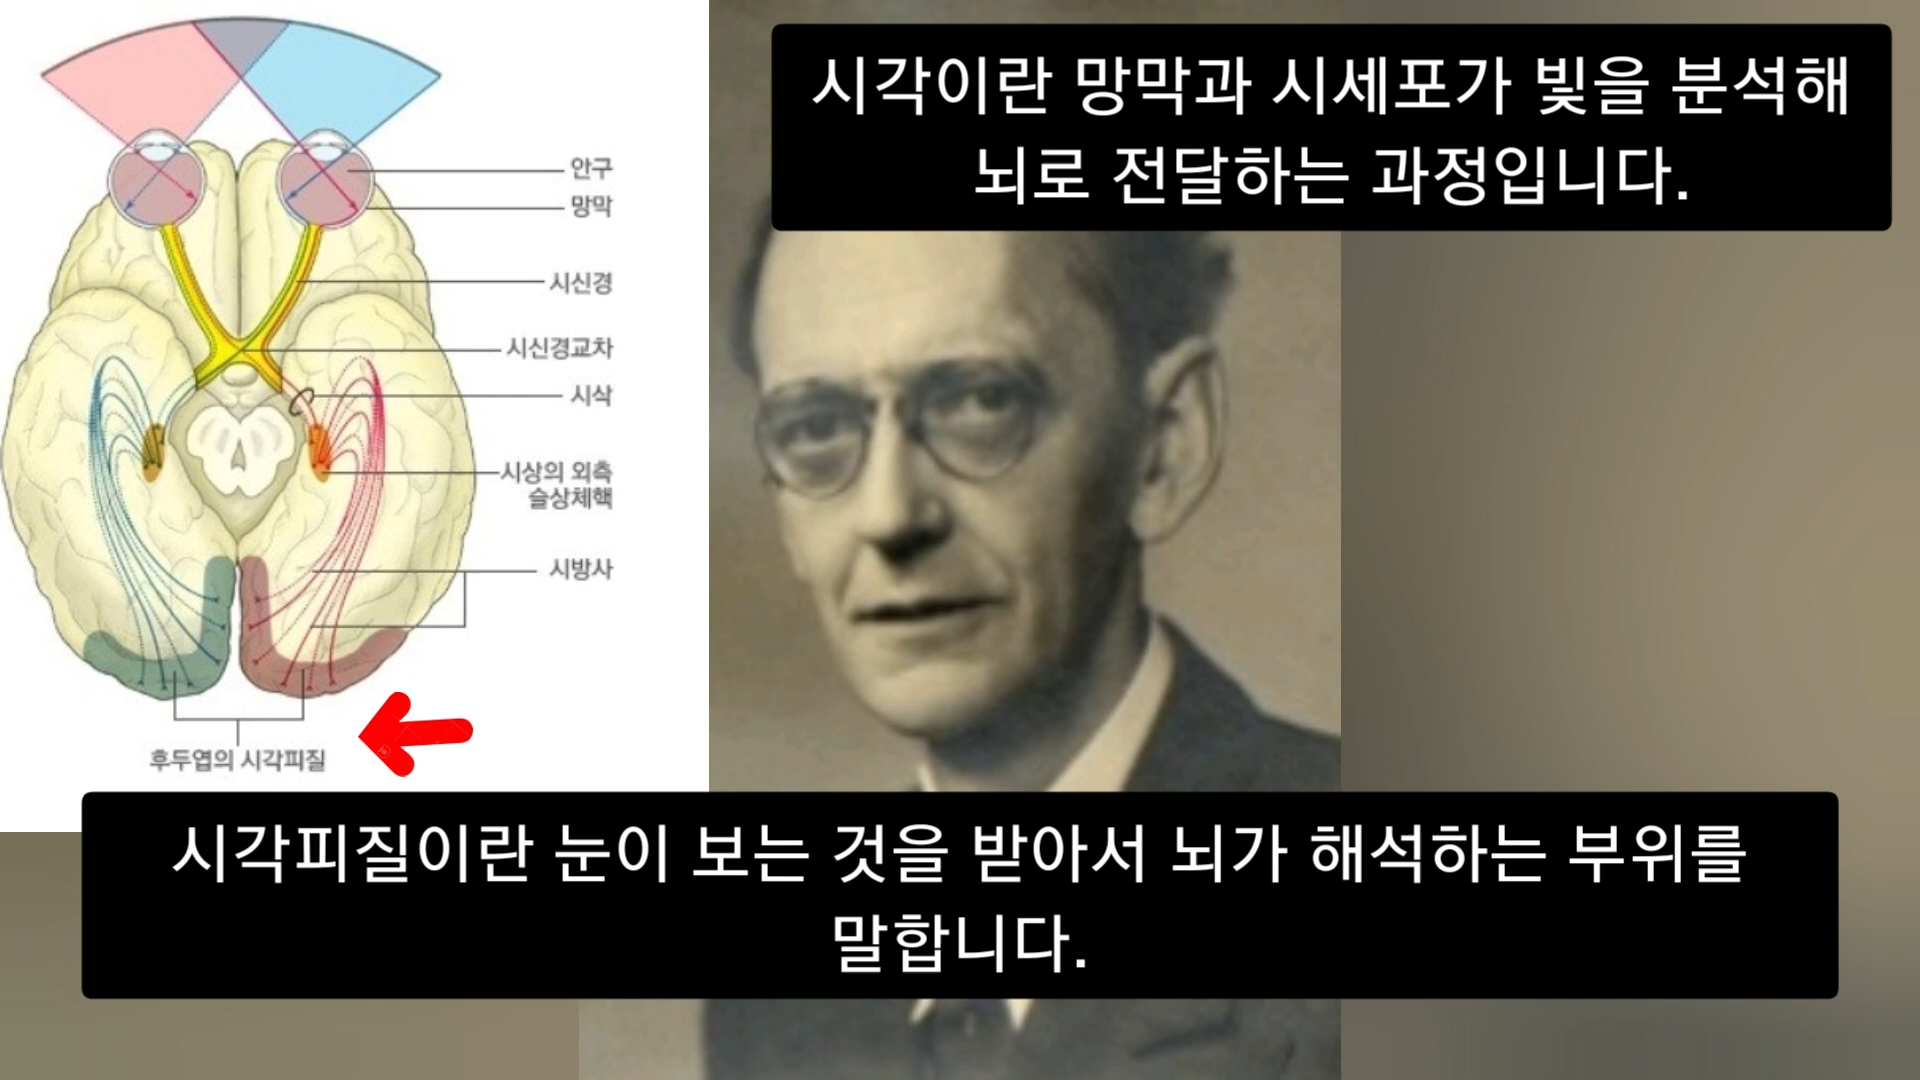 시각이란 망막과 시세포가 빛을 분석해
뇌로 전달하는 과정입니다.
안구
망막
시신경
시신경교차
시삭
시상의 외측
슬상체핵
시방사
후두엽의 시각피질
시각피질이란 눈이 보는 것을 받아서 뇌가 해석하는 부위를
말합니다.